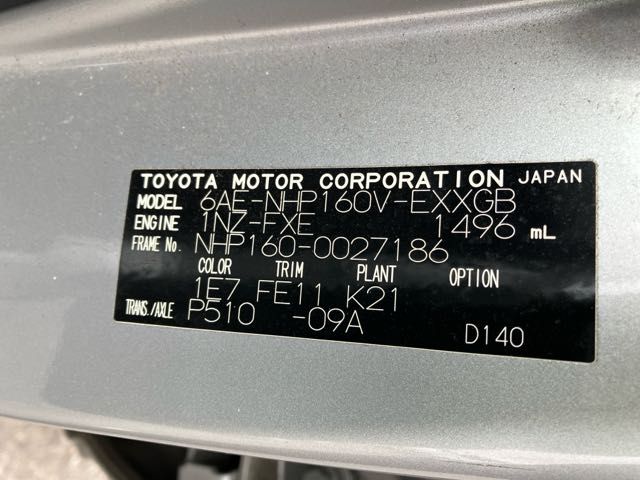 TOYOTA MOTOR CORPORATION JAPAN
MODEL 6AE-NHP160V-EXXGB
ENGINE 1NZ-FXE 1496 mL
FRAME No. NHP160-0027186
COLOR TRIM PLANT OPTION
1E7 FE11 K21
TRANS./AXLE P510 -09A D140